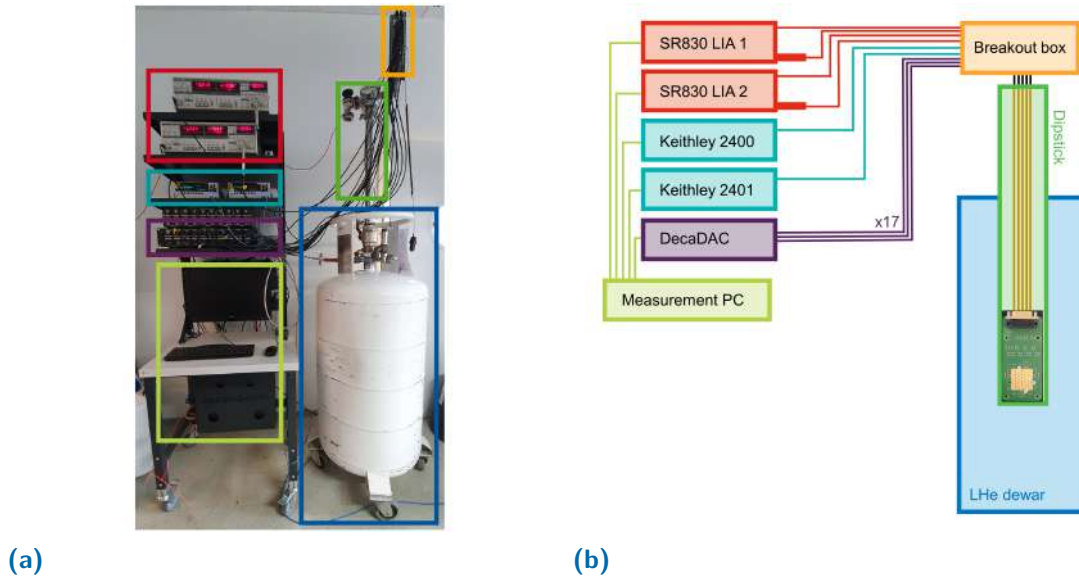 SR830 LIA 1
SR830 LIA 2
Keithley 2400
Keithley 2401
DecaDAC
x17
Measurement PC
Breakout box
Dipstick
LHe dewar
(a)
(b)